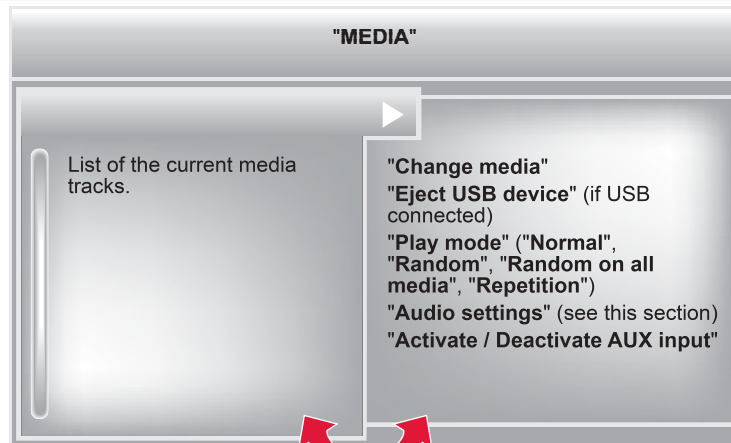 "MEDIA"
List of the current media
tracks.
"Change media"
"Eject USB device" (if USB
connected)
"Play mode" ("Normal",
"Random", "Random on all
media", "Repetition")
"Audio settings" (see this section)
"Activate / Deactivate AUX input"